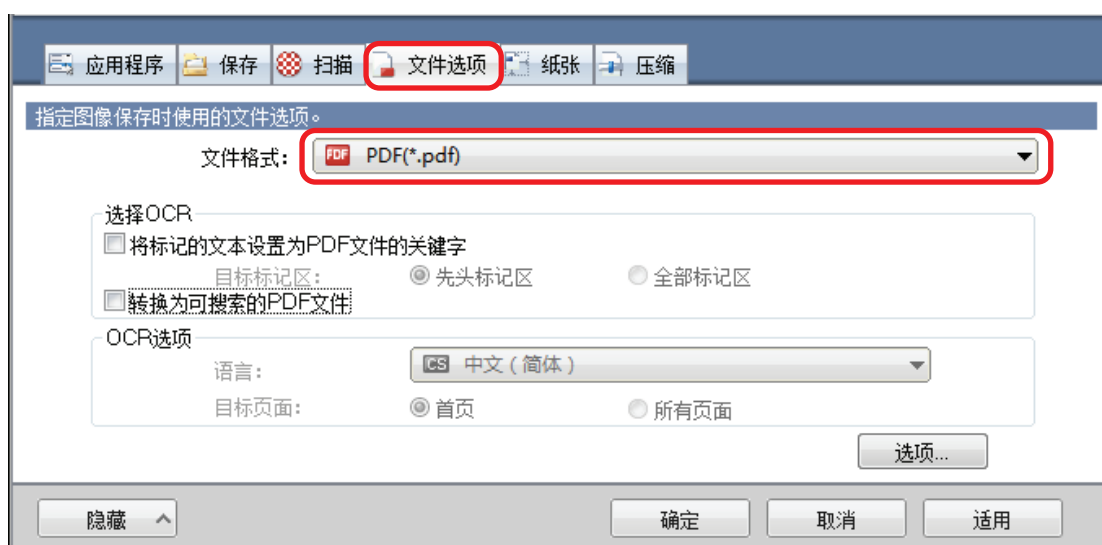 应用程序 保存 扫描 文件选项 纸张 压缩
指定图像保存时使用的文件选项。
文件格式： PDF PDF(*.pdf)
选择OCR
将标记的文本设置为PDF文件的关键字
目标标记区： 先头标记区 全部标记区
转换为可搜索的PDF文件
OCR选项
语言： CS 中文（简体）
目标页面： 首页 所有页面
选项...
隐藏 确定 取消 适用